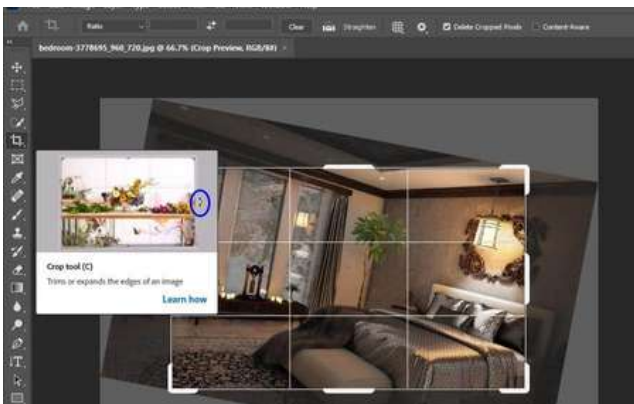 Ratio
Clear
Straighten
Delete Cropped Pixels
Content-Aware
bedroom-3778695_960_720.jpg @ 66.7% (Crop Preview, RGB/8#) ×
Crop tool (C)
Trims or expands the edges of an image
Learn how